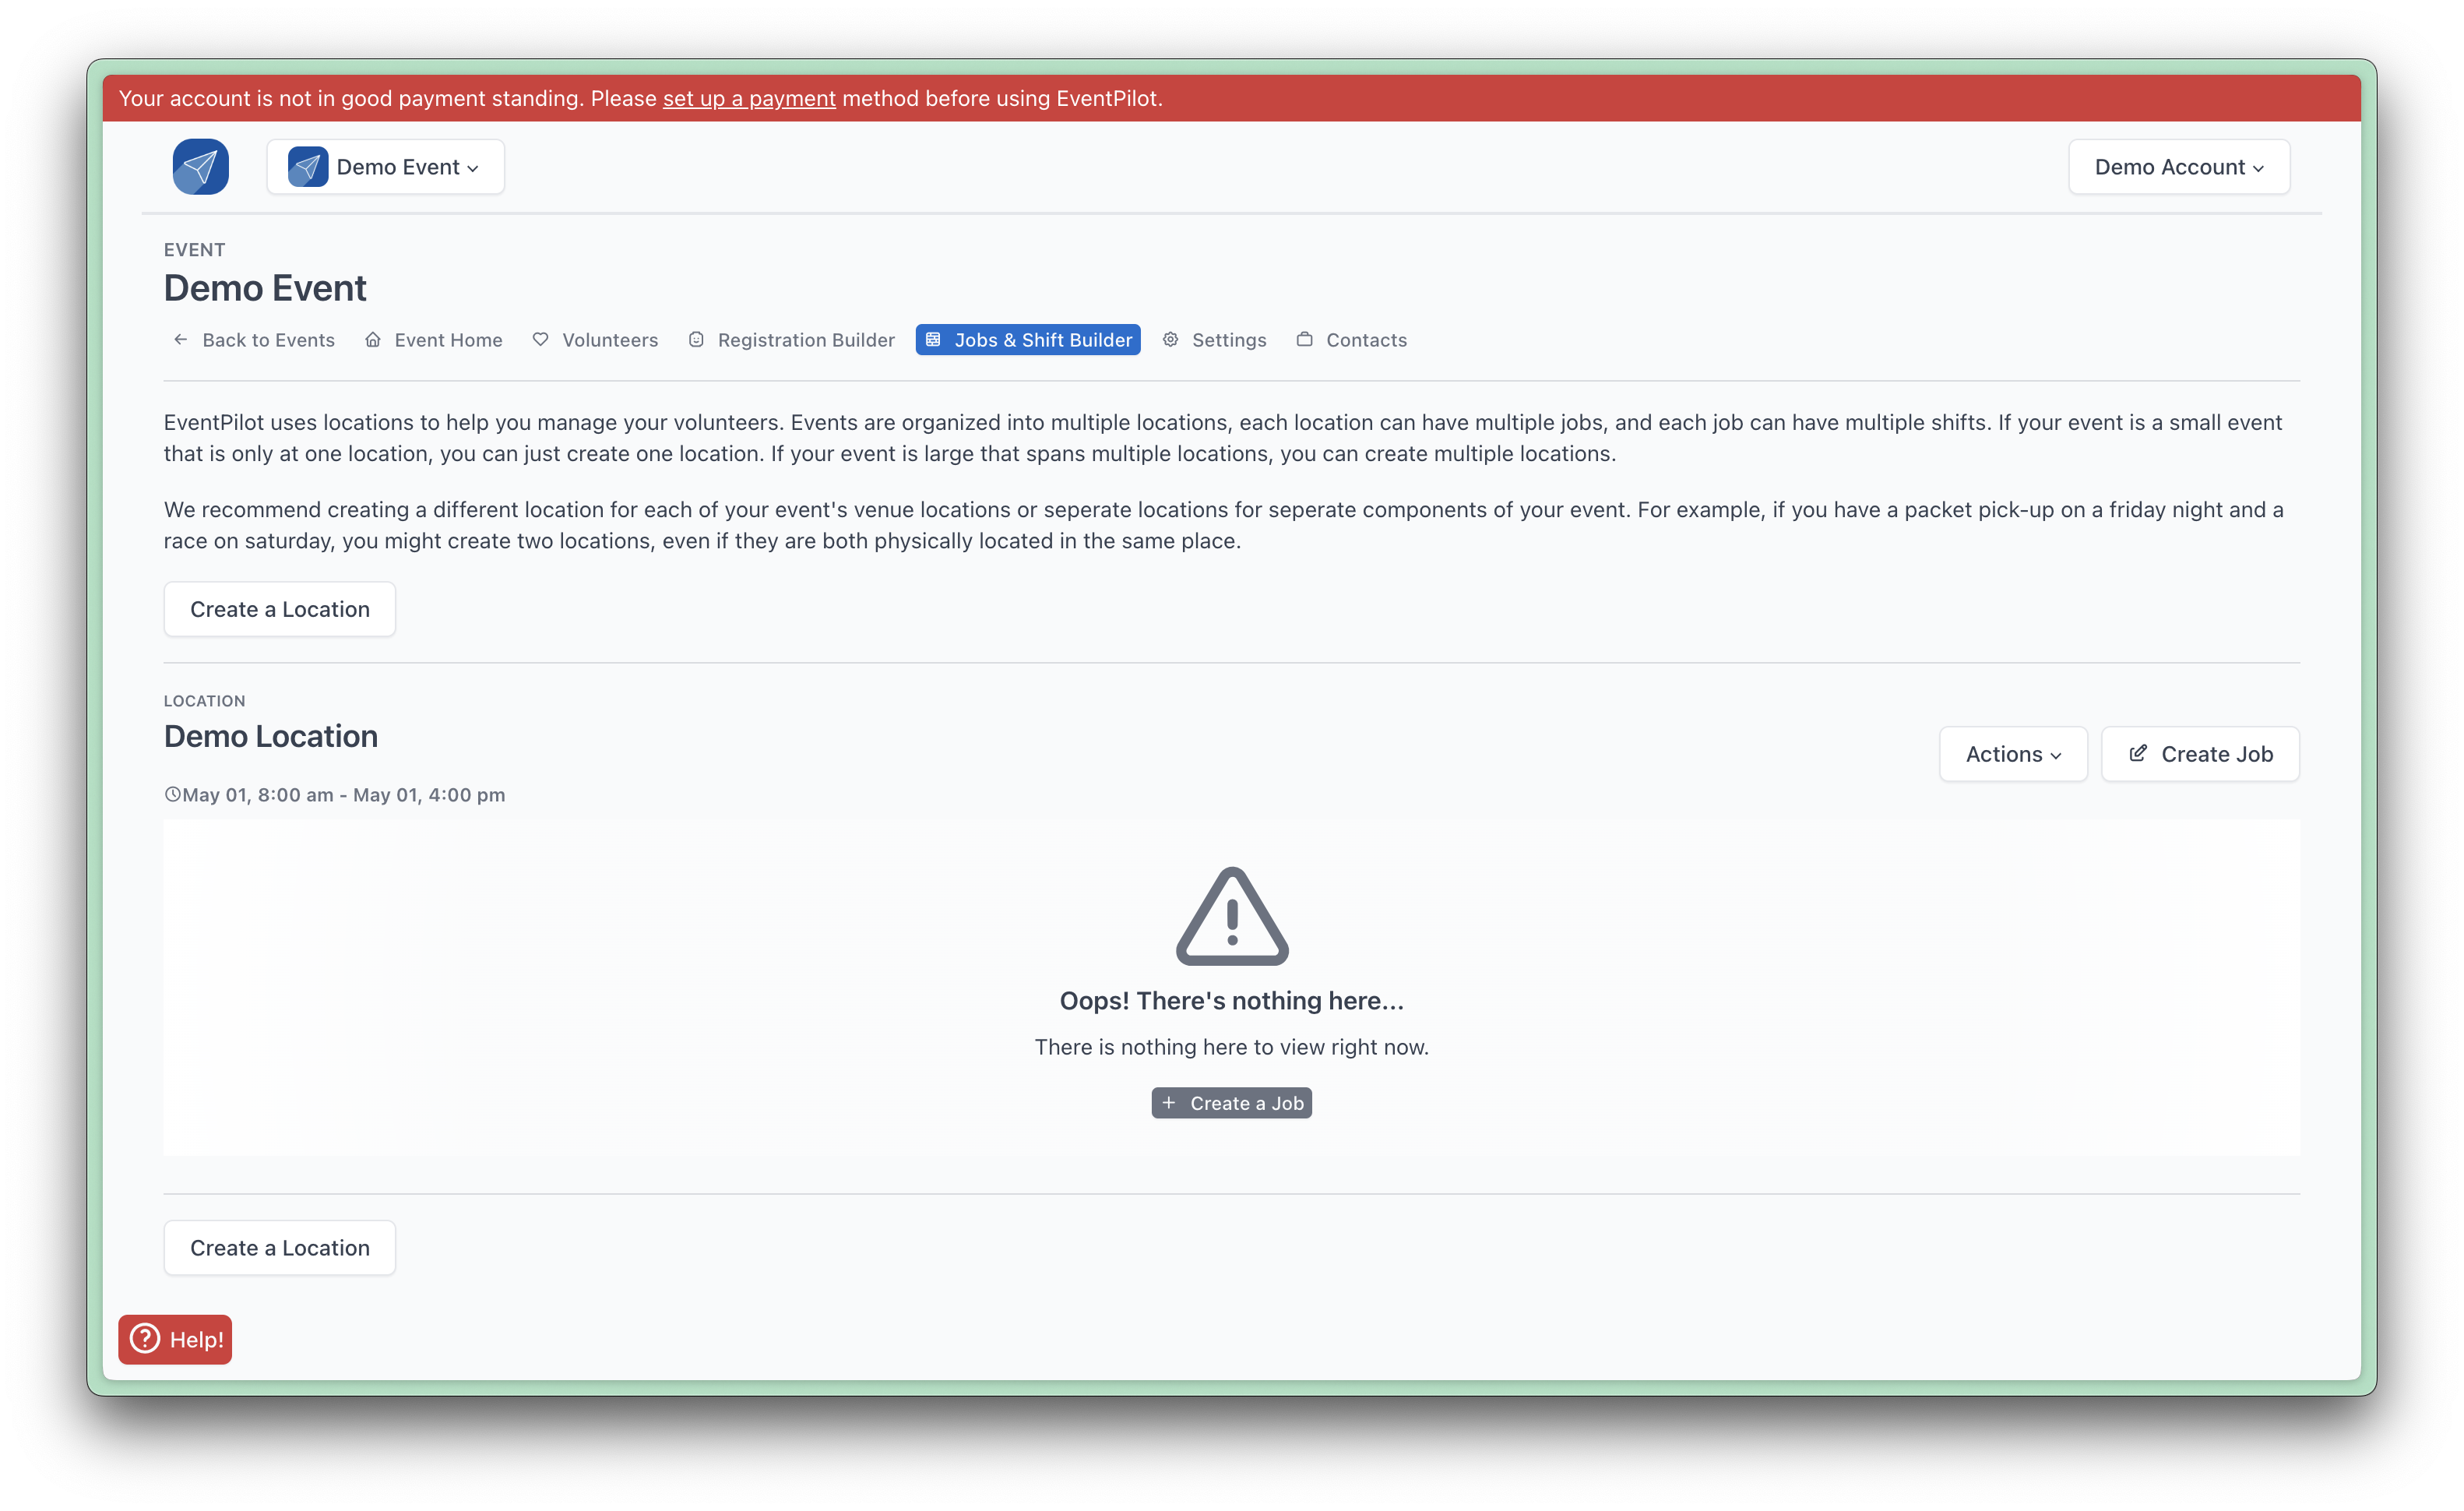 Your account is not in good payment standing. Please set up a payment method before using EventPilot.
Demo Event
Demo Account
EVENT
Demo Event
Back to Events
Event Home
Volunteers
Registration Builder
Jobs & Shift Builder
Settings
Contacts
EventPilot uses locations to help you manage your volunteers. Events are organized into multiple locations, each location can have multiple jobs, and each job can have multiple shifts. If your event is a small event
that is only at one location, you can just create one location. If your event is large that spans multiple locations, you can create multiple locations.
We recommend creating a different location for each of your event's venue locations or seperate locations for seperate components of your event. For example, if you have a packet pick-up on a friday night and a
race on saturday, you might create two locations, even if they are both physically located in the same place.
Create a Location
LOCATION
Demo Location
Actions
Create Job
May 01, 8:00 am - May 01, 4:00 pm
Oops! There's nothing here...
There is nothing here to view right now.
+ Create a Job
Create a Location
Help!